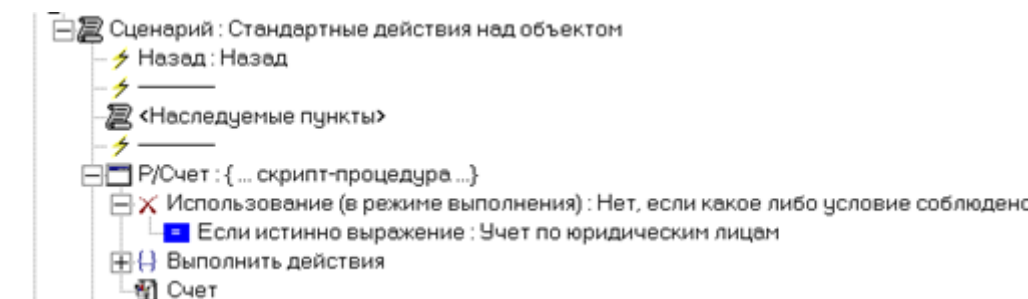 Сценарий : Стандартные действия над объектом
Назад : Назад
<Наследуемые пункты>
Р/Счет : { ... скрипт-процедура ...}
Использование (в режиме выполнения) : Нет, если какое либо условие соблюдено
Если истинно выражение : Учет по юридическим лицам
Выполнить действия
Счет